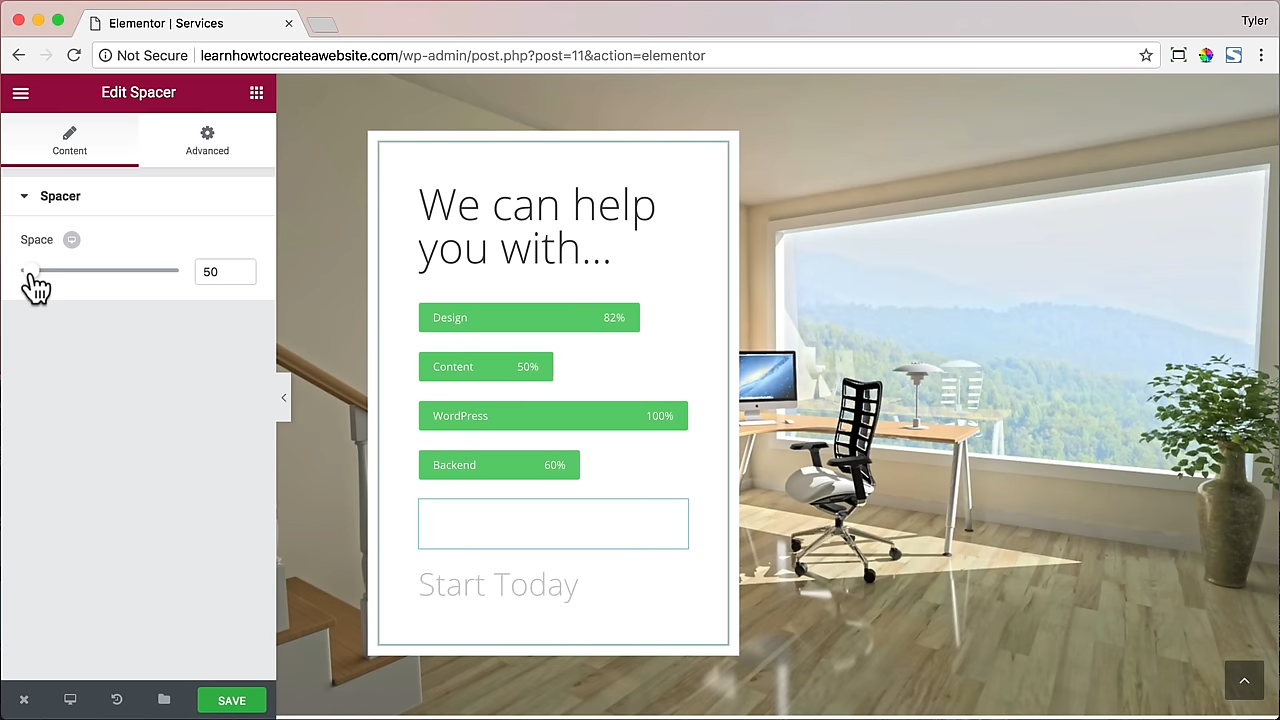 Elementor | Services
Tyler
Not Secure
learnhowtocreateawebsite.com/wp-admin/post.php?post=11&action=elementor
Edit Spacer
Content
Advanced
Spacer
Space
50
We can help
you with...
Design 82%
Content 50%
WordPress 100%
Backend 60%
Start Today
SAVE